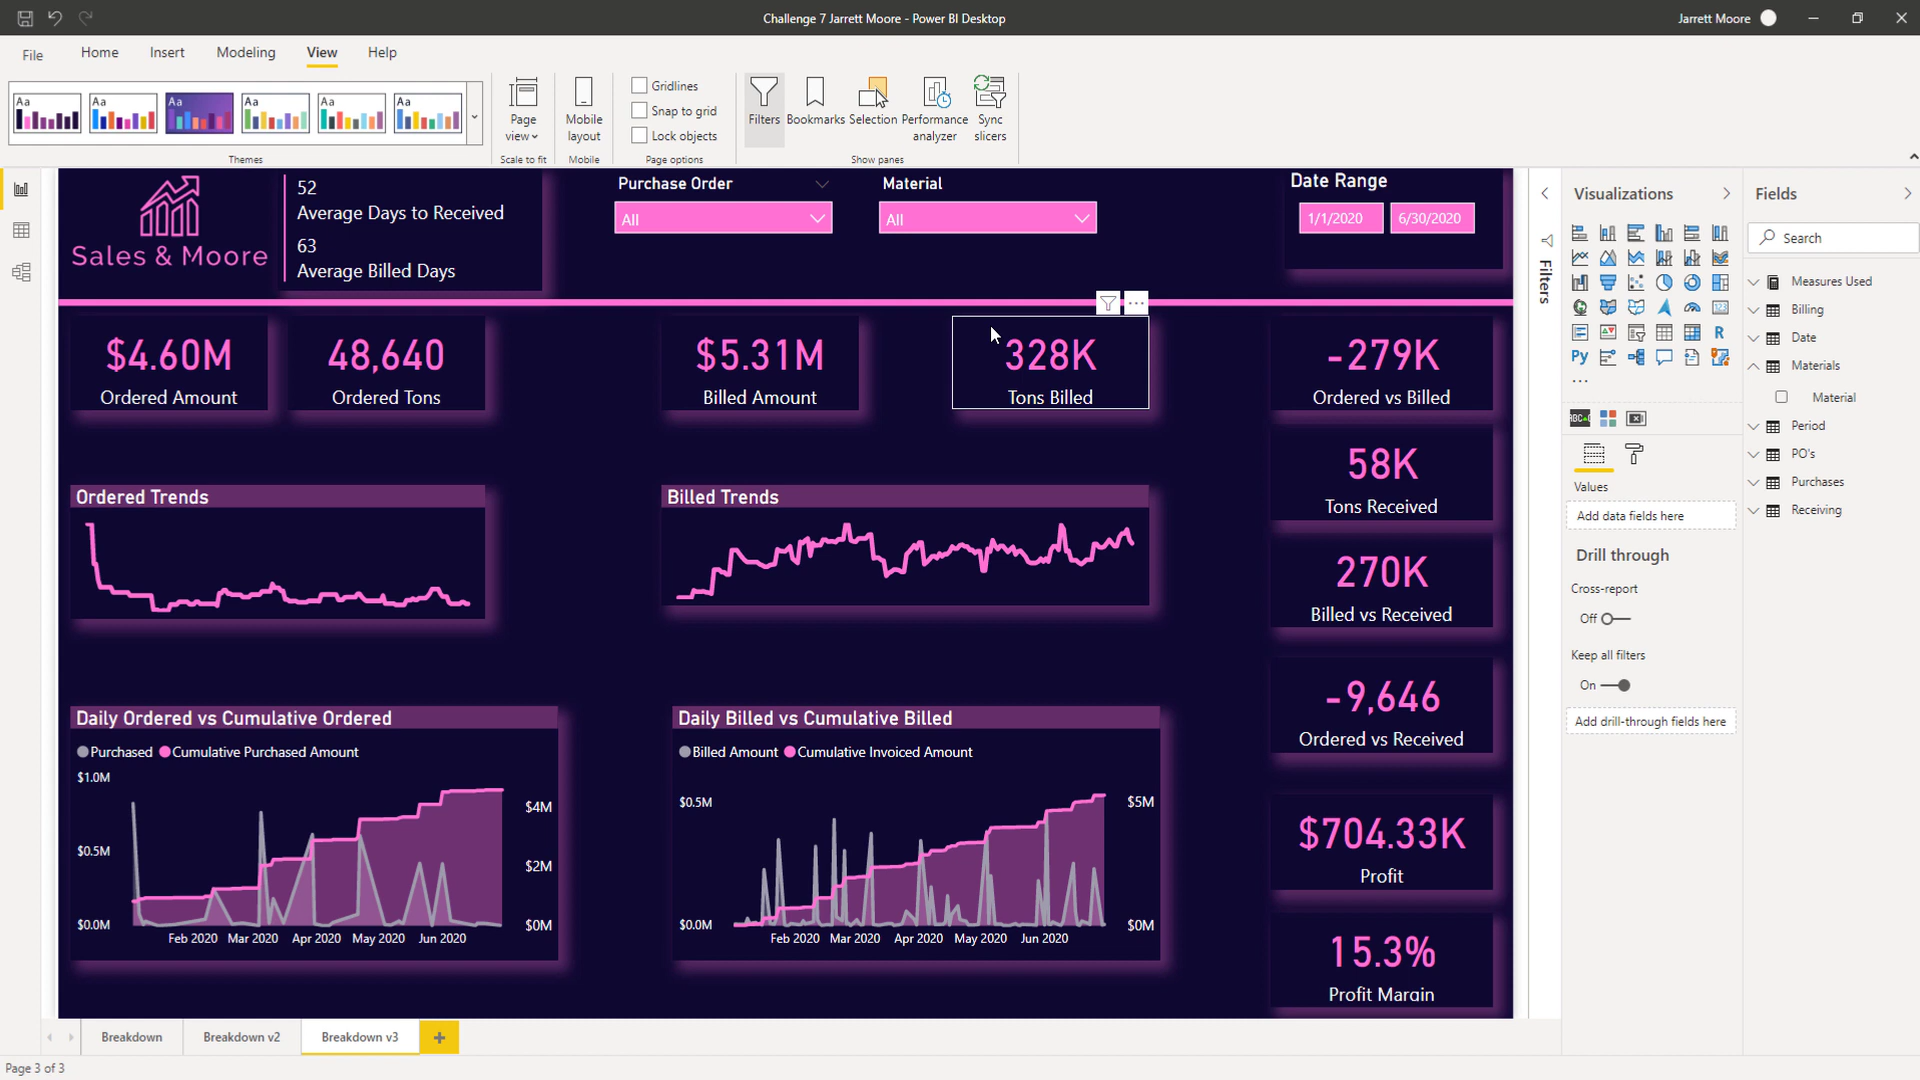 Challenge 7 Jarrett Moore - Power BI Desktop
Jarrett Moore
File
Home
Insert
Modeling
View
Help
Aa
Aa
Aa
Aa
Aa
Aa
Themes
Page view
Scale to fit
Mobile layout
Mobile
Gridlines
Snap to grid
Lock objects
Page options
Filters
Bookmarks
Selection
Performance analyzer
Sync slicers
Show panes
Sales & Moore
52
Average Days to Received
63
Average Billed Days
Purchase Order
All
Material
All
Date Range
1/1/2020
6/30/2020
$4.60M
Ordered Amount
48,640
Ordered Tons
$5.31M
Billed Amount
328K
Tons Billed
-279K
Ordered vs Billed
58K
Tons Received
270K
Billed vs Received
-9,646
Ordered vs Received
$704.33K
Profit
15.3%
Profit Margin
Ordered Trends
Billed Trends
Daily Ordered vs Cumulative Ordered
Purchased
Cumulative Purchased Amount
$1.0M
$0.5M
$0.0M
$4M
$2M
$0M
Feb 2020
Mar 2020
Apr 2020
May 2020
Jun 2020
Daily Billed vs Cumulative Billed
Billed Amount
Cumulative Invoiced Amount
$0.5M
$0.0M
$5M
$0M
Feb 2020
Mar 2020
Apr 2020
May 2020
Jun 2020
Filters
Visualizations
R
Py
123
ABC
Values
Add data fields here
Drill through
Cross-report
Off
Keep all filters
On
Add drill-through fields here
Fields
Search
Measures Used
Billing
Date
Materials
Material
Period
PO's
Purchases
Receiving
Breakdown
Breakdown v2
Breakdown v3
Page 3 of 3